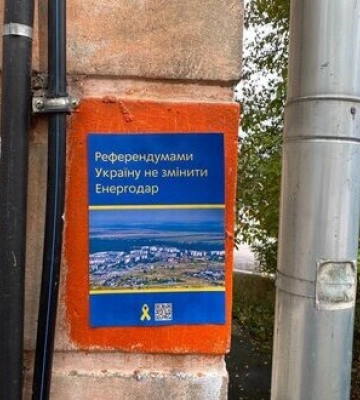 Референдумами
Україну не змінити
Енергодар